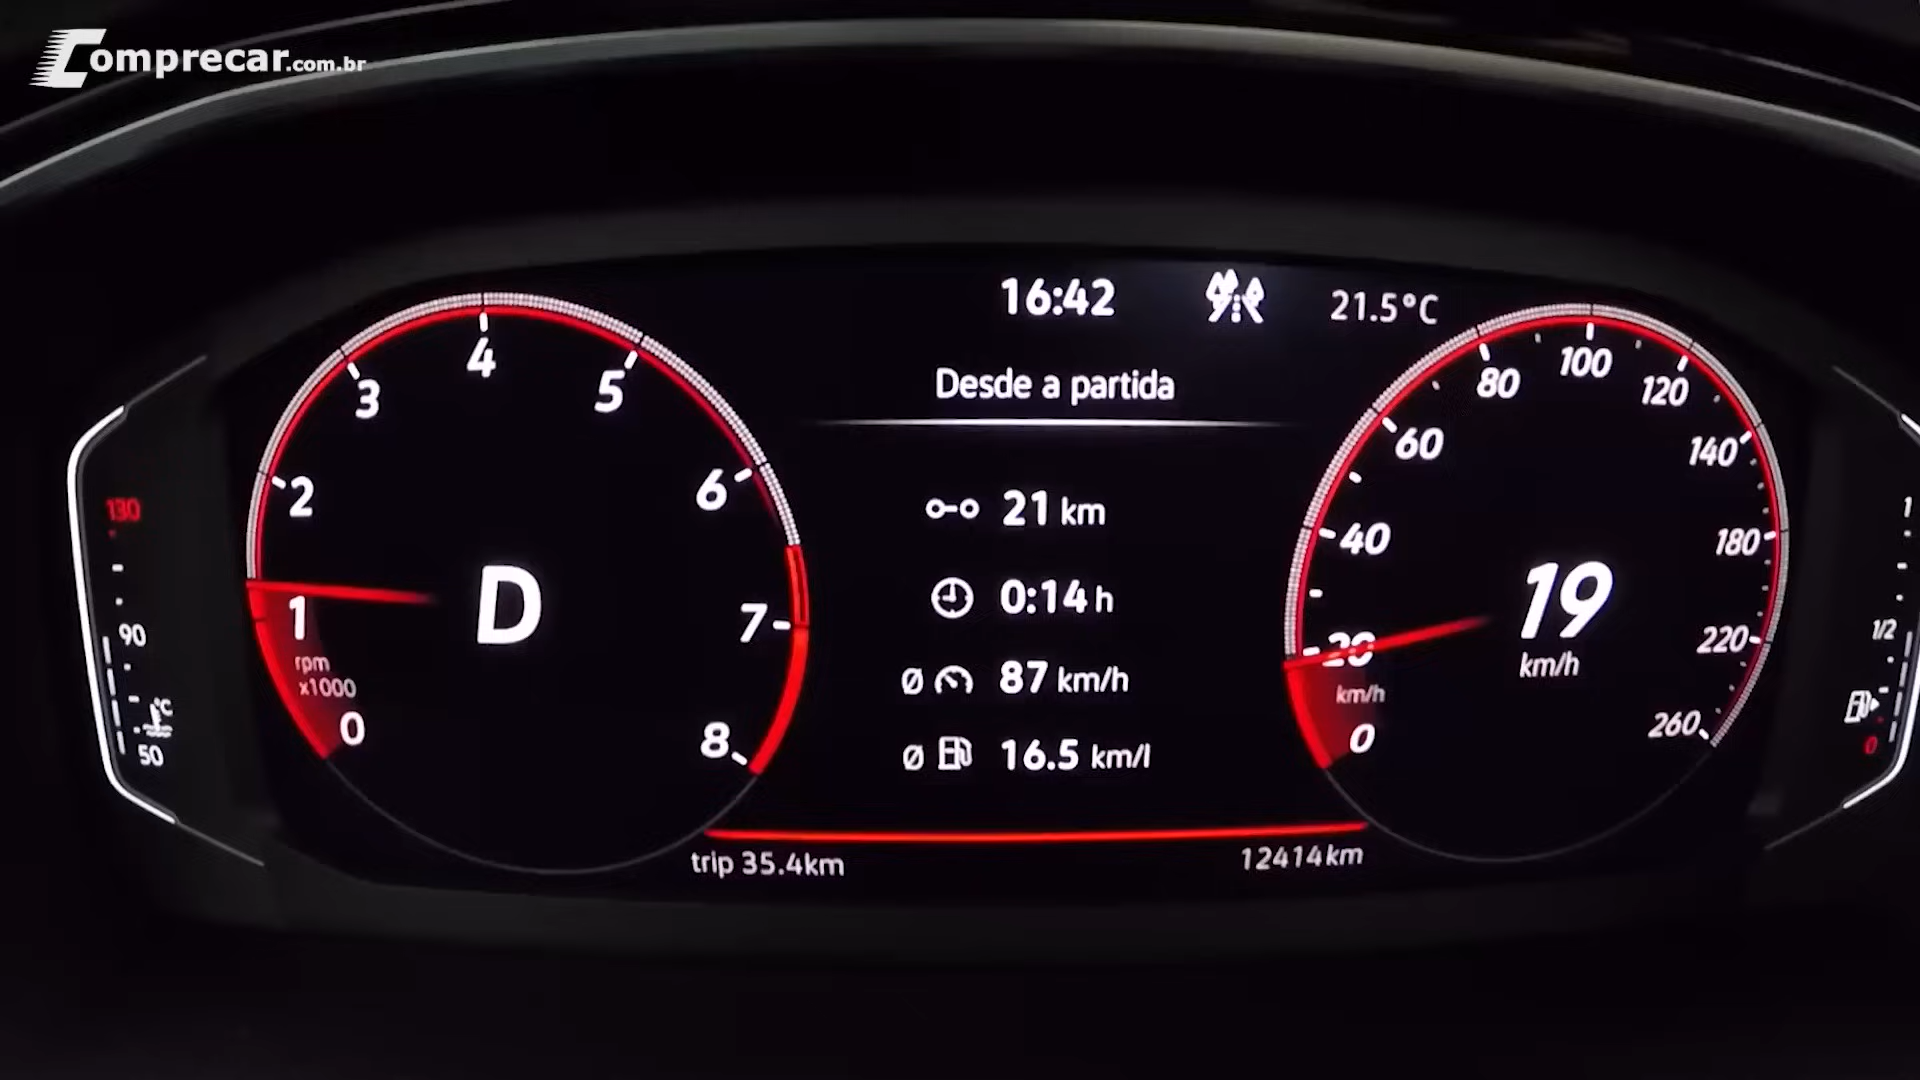 Comprecar.com.br
16:42
21.5°C
Desde a partida
21 km
0:14 h
Ø 87 km/h
Ø 16.5 km/l
trip 35.4km
12414km
130
90
°C
50
0
1
2
3
4
5
6
7
8
rpm
x1000
D
0
20
40
60
80
100
120
140
180
220
260
km/h
19
km/h
1
1/2
0